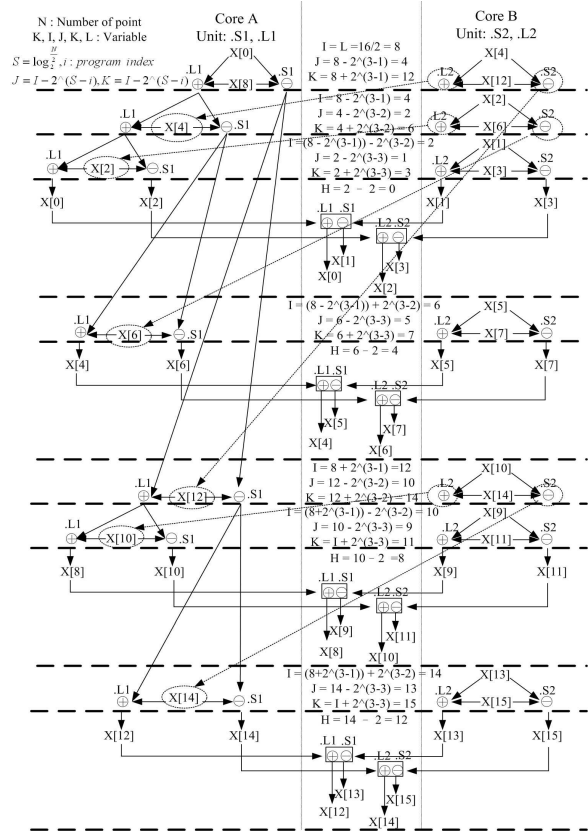 N : Number of point
K, I, J, K, L : Variable
S = log_2^{N/2}, i : program index
J = I − 2^(S−i), K = I − 2^(S−i)
Core A
Unit: .S1, .L1
Core B
Unit: .S2, .L2
X[0]
.L1 X[8] .S1
I = L =16/2 = 8
J = 8 - 2^(3-1) = 4
K = 8 + 2^(3-1) = 12
X[4]
.L2 X[12] .S2
.L1 X[4] .S1
I = 8 - 2^(3-1) = 4
J = 4 - 2^(3-2) = 2
K = 4 + 2^(3-2) = 6
X[2]
.L2 X[6] .S2
.L1 X[2] .S1
I = (8 - 2^(3-1)) - 2^(3-2) = 2
J = 2 - 2^(3-3) = 1
K = 2 + 2^(3-3) = 3
X[1]
.L2 X[3] .S2
H = 2 − 2 = 0
X[0] X[2] X[1] X[3]
.L1 .S1
.L2 .S2
X[1]
X[0]
X[3]
X[2]
.L1 X[6] .S1
I = (8 - 2^(3-1)) + 2^(3-2) = 6
J = 6 - 2^(3-3) = 5
K = 6 + 2^(3-3) = 7
X[5]
.L2 X[7] .S2
H = 6 − 2 = 4
X[4] X[6] X[5] X[7]
.L1 .S1
.L2 .S2
X[5]
X[4]
X[7]
X[6]
.L1 X[12] .S1
I = 8 + 2^(3-1) =12
J = 12 - 2^(3-2) = 10
K = 12 + 2^(3-2) = 14
X[10]
.L2 X[14] .S2
.L1 X[10] .S1
I = (8+2^(3-1)) - 2^(3-2) = 10
J = 10 - 2^(3-3) = 9
K = I + 2^(3-3) = 11
X[9]
.L2 X[11] .S2
H = 10 − 2 =8
X[8] X[10] X[9] X[11]
.L1 .S1
.L2 .S2
X[9]
X[8]
X[11]
X[10]
.L1 X[14] .S1
I = (8+2^(3-1)) + 2^(3-2) = 14
J = 14 - 2^(3-3) = 13
K = I + 2^(3-3) = 15
X[13]
.L2 X[15] .S2
H = 14 − 2 = 12
X[12] X[14] X[13] X[15]
.L1 .S1
.L2 .S2
X[13]
X[12]
X[15]
X[14]